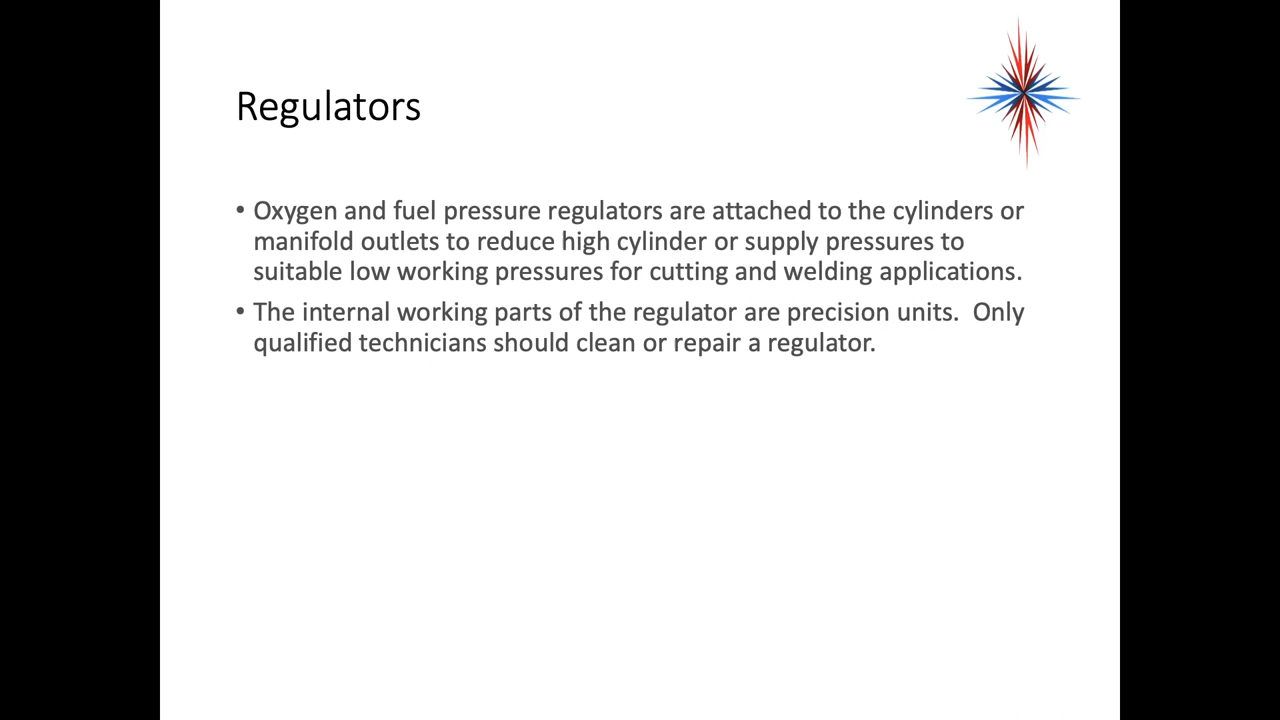 Regulators
• Oxygen and fuel pressure regulators are attached to the cylinders or
manifold outlets to reduce high cylinder or supply pressures to
suitable low working pressures for cutting and welding applications.
• The internal working parts of the regulator are precision units.  Only
qualified technicians should clean or repair a regulator.